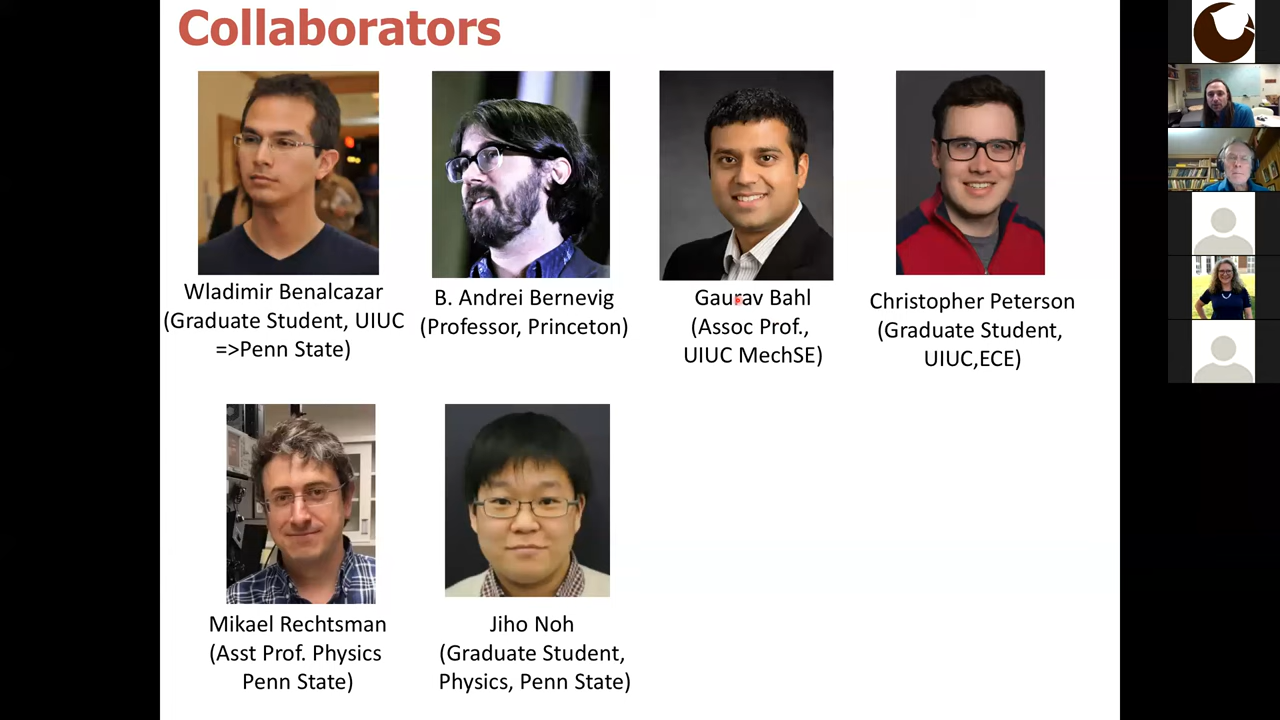 Collaborators
Wladimir Benalcazar
(Graduate Student, UIUC
=>Penn State)
B. Andrei Bernevig
(Professor, Princeton)
Gaurav Bahl
(Assoc Prof.,
UIUC MechSE)
Christopher Peterson
(Graduate Student,
UIUC,ECE)
Mikael Rechtsman
(Asst Prof. Physics
Penn State)
Jiho Noh
(Graduate Student,
Physics, Penn State)